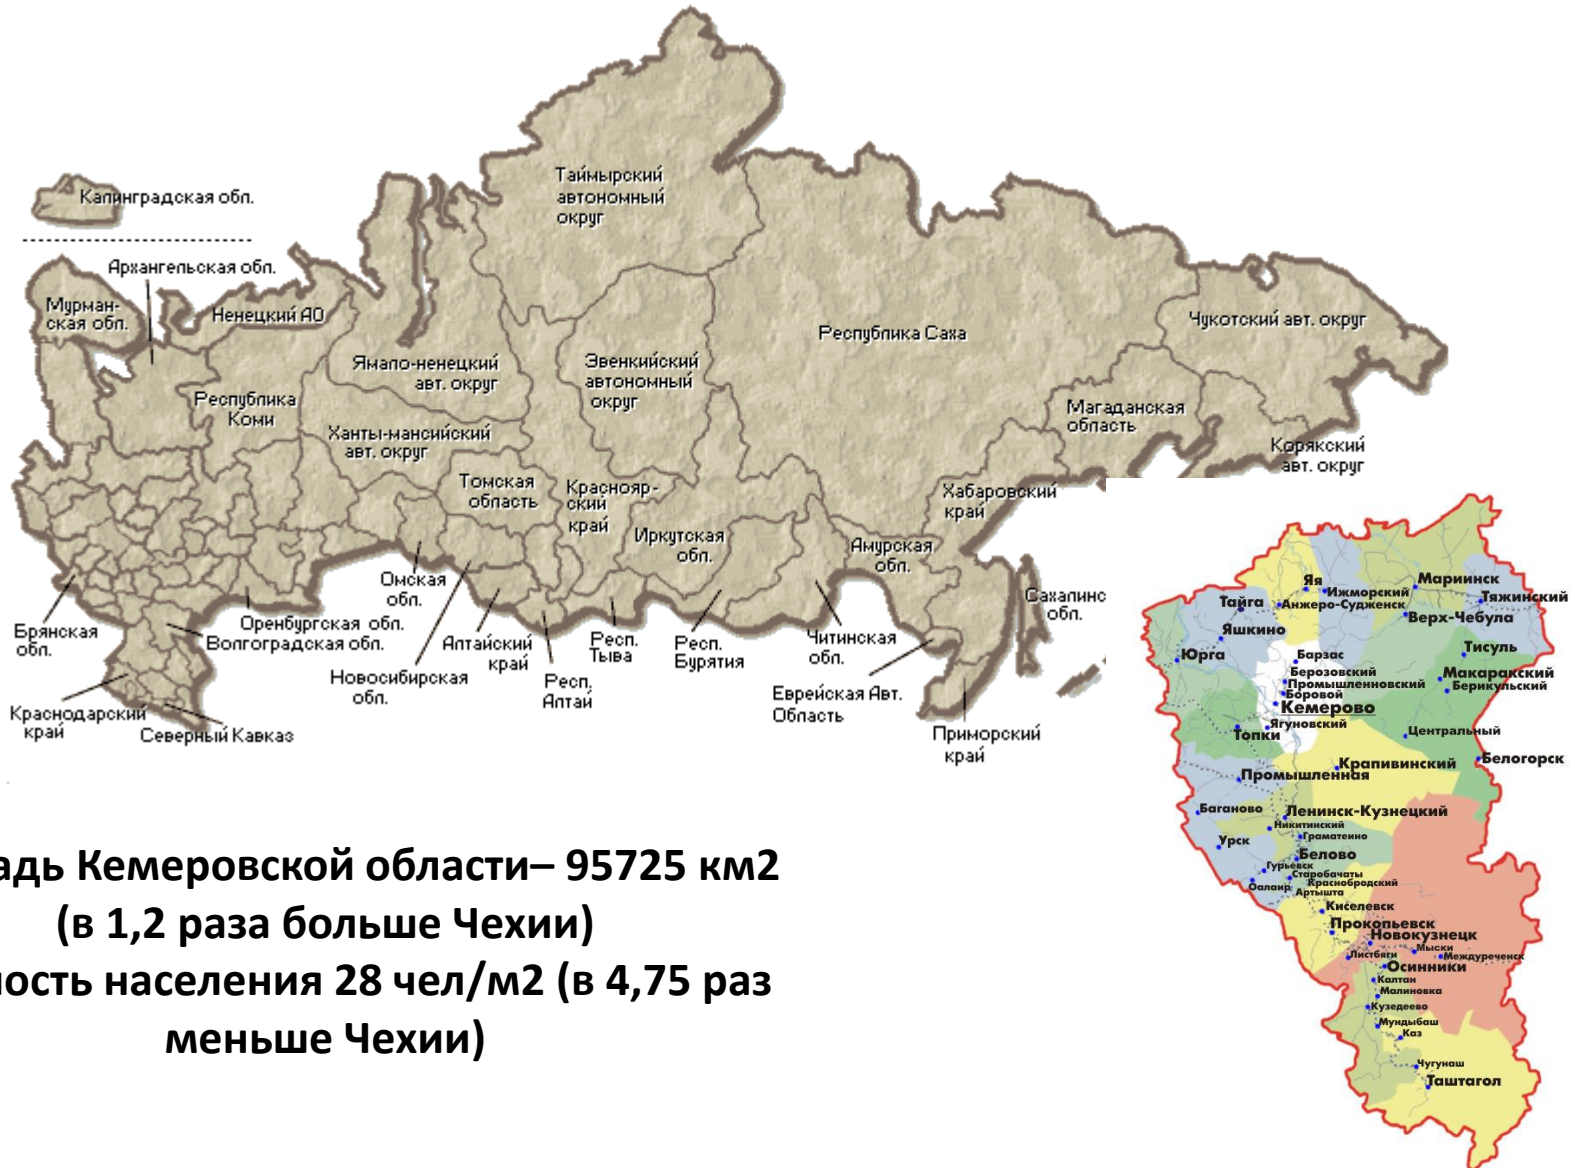 Калинградская обл.
Архангельская обл.
Мурман-
ская обл.
Ненецкий АО
Таймырский
автономный
округ
Республика Саха
Чукотский авт. округ
Ямало-ненецкий
авт. округ
Эвенкийский
автономный
округ
Республика
Коми
Ханты-мансийский
авт. округ
Магаданская
область
Корякский
авт. округ
Томская
область
Краснояр-
ский
край
Хабаровский
край
Иркутская
обл.
Амурская
обл.
Омская
обл.
Сахалинс
обл.
Брянская
обл.
Оренбургская обл.
Волгоградская обл.
Алтайский
край
Респ.
Тыва
Респ.
Бурятия
Читинская
обл.
Новосибирская
обл.
Респ.
Алтай
Еврейская Авт.
Область
Краснодарский
край
Северный Кавказ
Приморский
край
Яя
Ижморский
Мариинск
Тяжинский
Тайга
Анжеро-Судженск
Верх-Чебула
Яшкино
Юрга
Барзас
Тисуль
Берозовский
Макаракский
Промышленновский
Берикульский
Боровой
Кемерово
Ягуновский
Топки
Центральный
Крапивинский
Белогорск
Промышленная
Баганово
Ленинск-Кузнецкий
Никитинский
Граматеино
Урск
Белово
Гурьевск
Старобачаты
Краснобродский
Салаир
Артышта
Киселевск
Прокопьевск
Новокузнецк
Мыски
Листвяги
Междуреченск
Осинники
Калтан
Малиновка
Кузедеево
Мундыбаш
Каз
Чугунаш
Таштагол
адь Кемеровской области– 95725 км2
(в 1,2 раза больше Чехии)
ность населения 28 чел/м2 (в 4,75 раз
меньше Чехии)